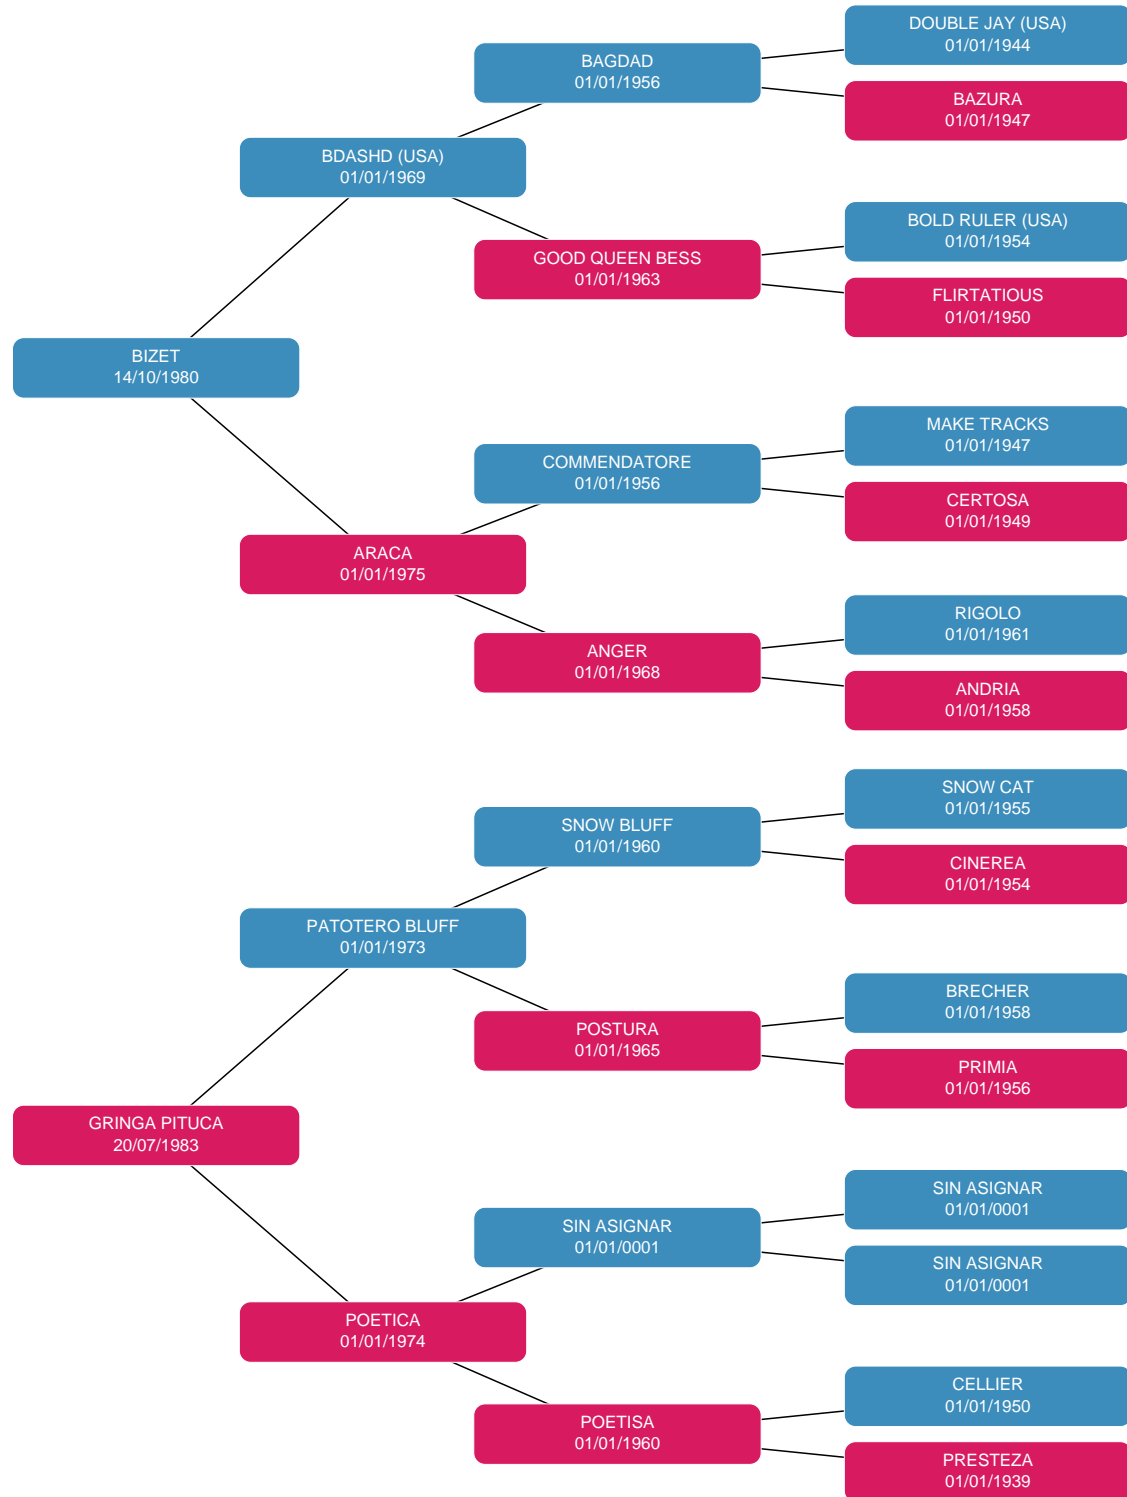 DOUBLE JAY (USA)
01/01/1944
BAGDAD
01/01/1956
BAZURA
01/01/1947
BDASHD (USA)
01/01/1969
BOLD RULER (USA)
01/01/1954
GOOD QUEEN BESS
01/01/1963
FLIRTATIOUS
01/01/1950
BIZET
14/10/1980
MAKE TRACKS
01/01/1947
COMMENDATORE
01/01/1956
CERTOSA
01/01/1949
ARACA
01/01/1975
RIGOLO
01/01/1961
ANGER
01/01/1968
ANDRIA
01/01/1958
SNOW CAT
01/01/1955
SNOW BLUFF
01/01/1960
CINEREA
01/01/1954
PATOTERO BLUFF
01/01/1973
BRECHER
01/01/1958
POSTURA
01/01/1965
PRIMIA
01/01/1956
GRINGA PITUCA
20/07/1983
SIN ASIGNAR
01/01/0001
SIN ASIGNAR
01/01/0001
SIN ASIGNAR
01/01/0001
POETICA
01/01/1974
CELLIER
01/01/1950
POETISA
01/01/1960
PRESTEZA
01/01/1939